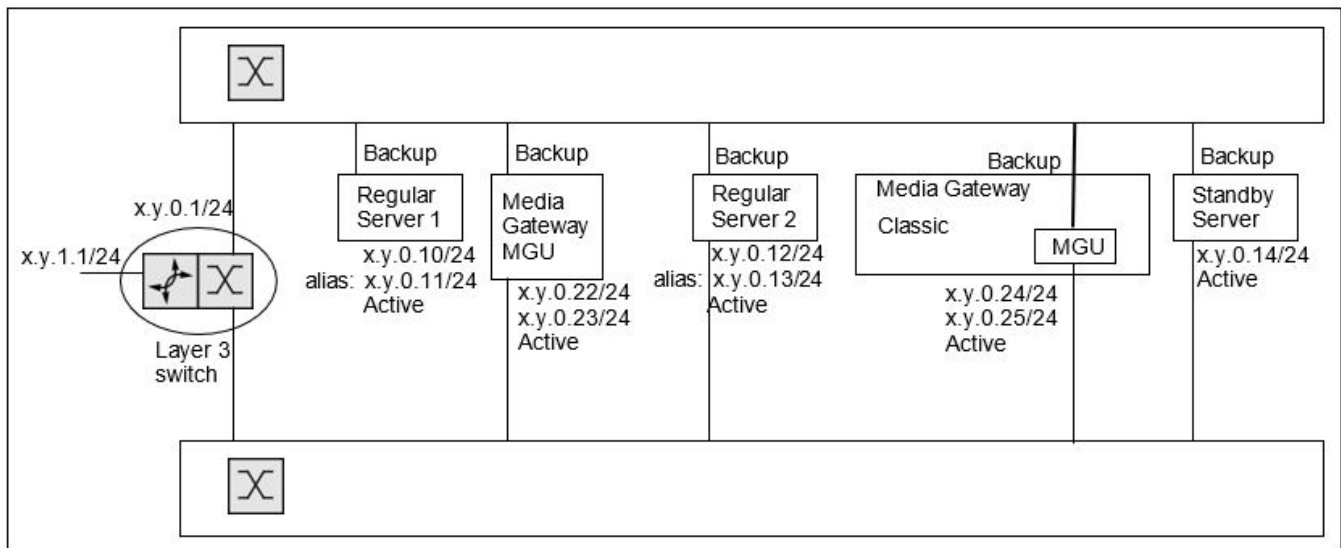 Backup
Backup
Backup
Backup
Backup
Regular
Server 1
Media
Gateway
MGU
Regular
Server 2
Media Gateway
Classic
MGU
Standby
Server
x.y.0.1/24
x.y.1.1/24
Layer 3
switch
x.y.0.10/24
alias: x.y.0.11/24
Active
x.y.0.22/24
x.y.0.23/24
Active
x.y.0.12/24
alias: x.y.0.13/24
Active
x.y.0.24/24
x.y.0.25/24
Active
x.y.0.14/24
Active